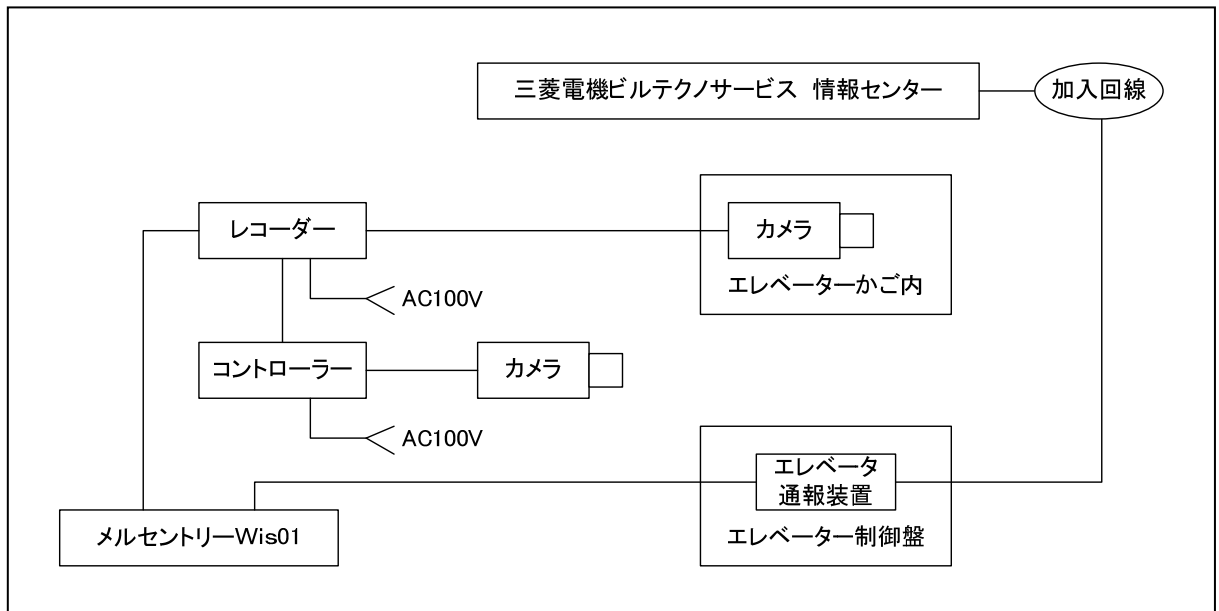 三菱電機ビルテクノサービス 情報センター
加入回線
レコーダー
カメラ
エレベーターかご内
AC100V
コントローラー
カメラ
AC100V
エレベータ
通報装置
メルセントリーWis01
エレベーター制御盤